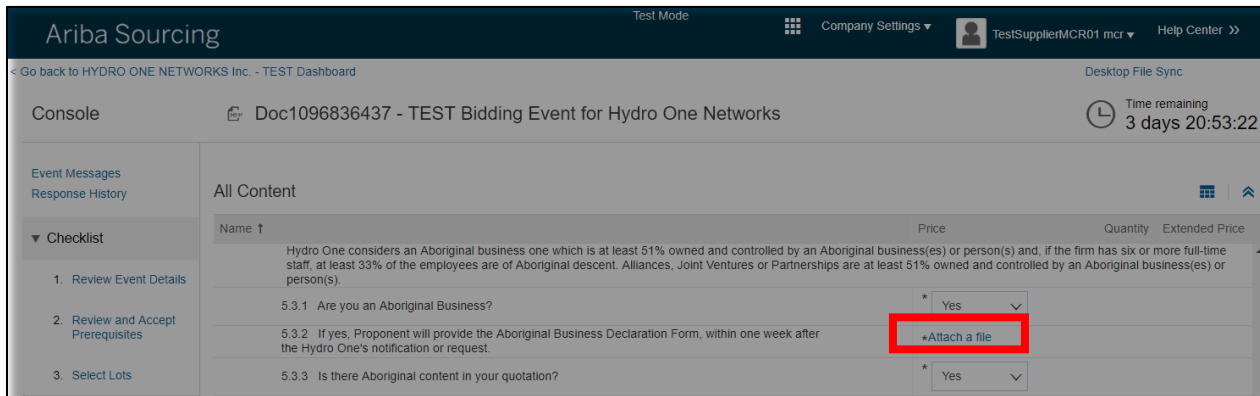 Test Mode
Ariba Sourcing
Company Settings ▾
TestSupplierMCR01 mcr ▾
Help Center »
< Go back to HYDRO ONE NETWORKS Inc. - TEST Dashboard
Desktop File Sync
Console
Doc1096836437 - TEST Bidding Event for Hydro One Networks
Time remaining
3 days 20:53:22
Event Messages
Response History
All Content
▼ Checklist
1. Review Event Details
2. Review and Accept
Prerequisites
3. Select Lots
Name ↑
Price
Quantity
Extended Price
Hydro One considers an Aboriginal business one which is at least 51% owned and controlled by an Aboriginal business(es) or person(s) and, if the firm has six or more full-time
staff, at least 33% of the employees are of Aboriginal descent. Alliances, Joint Ventures or Partnerships are at least 51% owned and controlled by an Aboriginal business(es) or
person(s).
5.3.1 Are you an Aboriginal Business?
* Yes
5.3.2 If yes, Proponent will provide the Aboriginal Business Declaration Form, within one week after
the Hydro One's notification or request.
*Attach a file
5.3.3 Is there Aboriginal content in your quotation?
* Yes